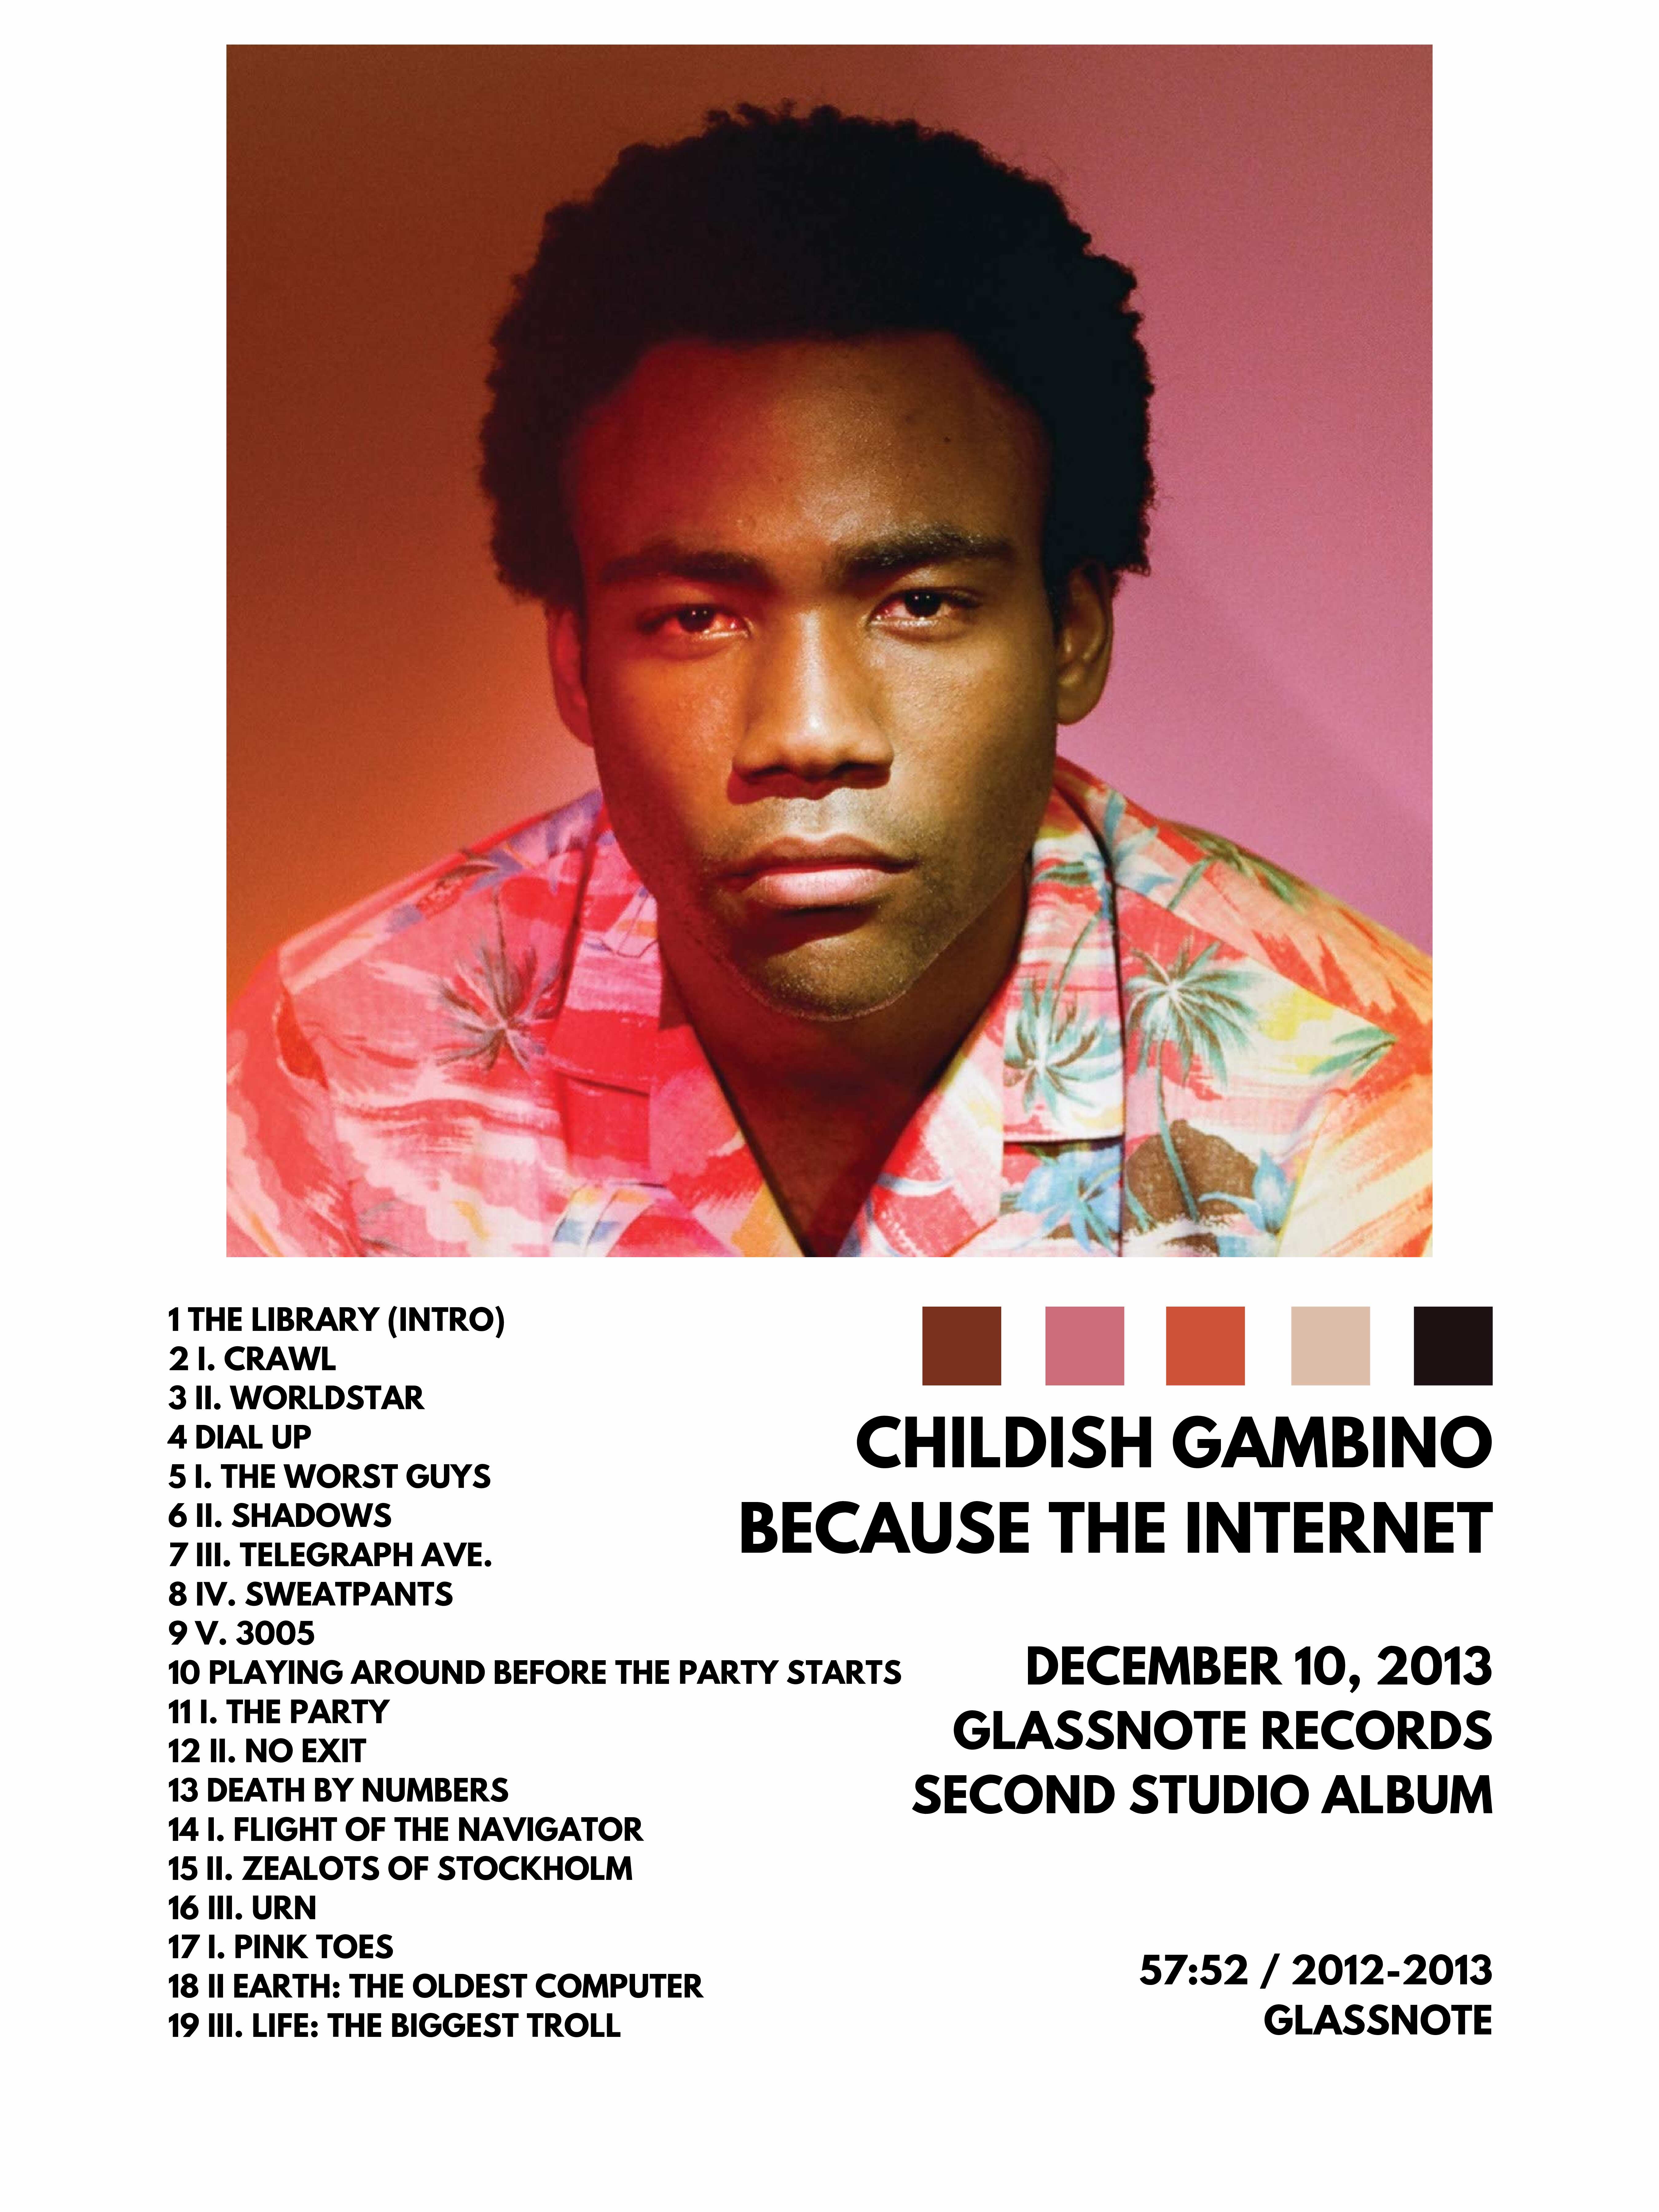 1 THE LIBRARY (INTRO)
2 I. CRAWL
3 II. WORLDSTAR
4 DIAL UP
5 I. THE WORST GUYS
6 II. SHADOWS
7 III. TELEGRAPH AVE.
8 IV. SWEATPANTS
9 V. 3005
10 PLAYING AROUND BEFORE THE PARTY STARTS
11 I. THE PARTY
12 II. NO EXIT
13 DEATH BY NUMBERS
14 I. FLIGHT OF THE NAVIGATOR
15 II. ZEALOTS OF STOCKHOLM
16 III. URN
17 I. PINK TOES
18 II EARTH: THE OLDEST COMPUTER
19 III. LIFE: THE BIGGEST TROLL
CHILDISH GAMBINO
BECAUSE THE INTERNET
DECEMBER 10, 2013
GLASSNOTE RECORDS
SECOND STUDIO ALBUM
57:52 / 2012-2013
GLASSNOTE